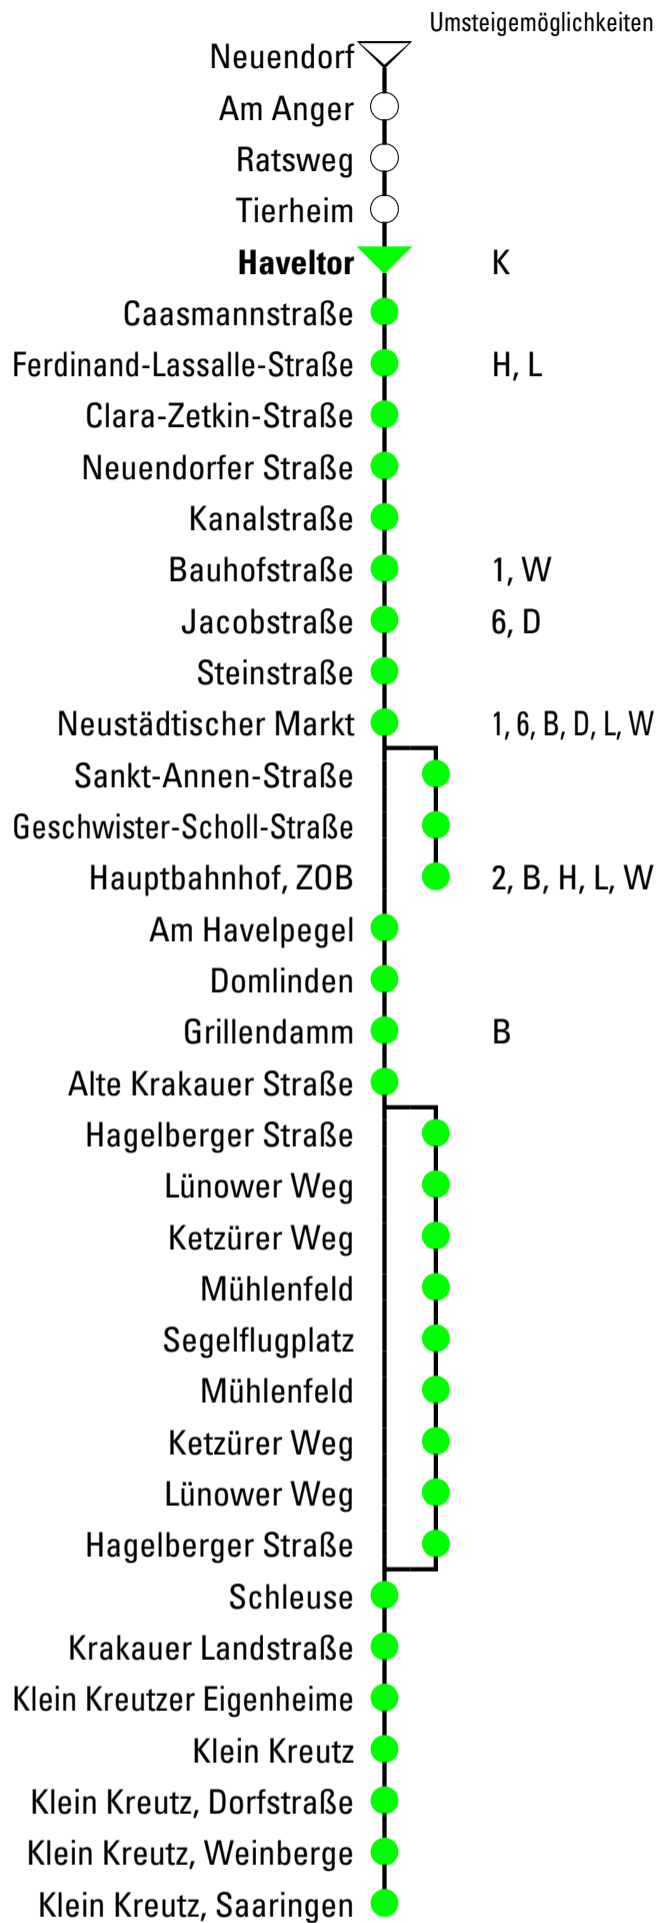 Umsteigemöglichkeiten
Neuendorf
Am Anger
Ratsweg
Tierheim
Haveltor K
Caasmannstraße
Ferdinand-Lassalle-Straße H, L
Clara-Zetkin-Straße
Neuendorfer Straße
Kanalstraße
Bauhofstraße 1, W
Jacobstraße 6, D
Steinstraße
Neustädtischer Markt 1, 6, B, D, L, W
Sankt-Annen-Straße
Geschwister-Scholl-Straße
Hauptbahnhof, ZOB 2, B, H, L, W
Am Havelpegel
Domlinden
Grillendamm B
Alte Krakauer Straße
Hagelberger Straße
Lünower Weg
Ketzürer Weg
Mühlenfeld
Segelflugplatz
Mühlenfeld
Ketzürer Weg
Lünower Weg
Hagelberger Straße
Schleuse
Krakauer Landstraße
Klein Kreutzer Eigenheime
Klein Kreutz
Klein Kreutz, Dorfstraße
Klein Kreutz, Weinberge
Klein Kreutz, Saaringen